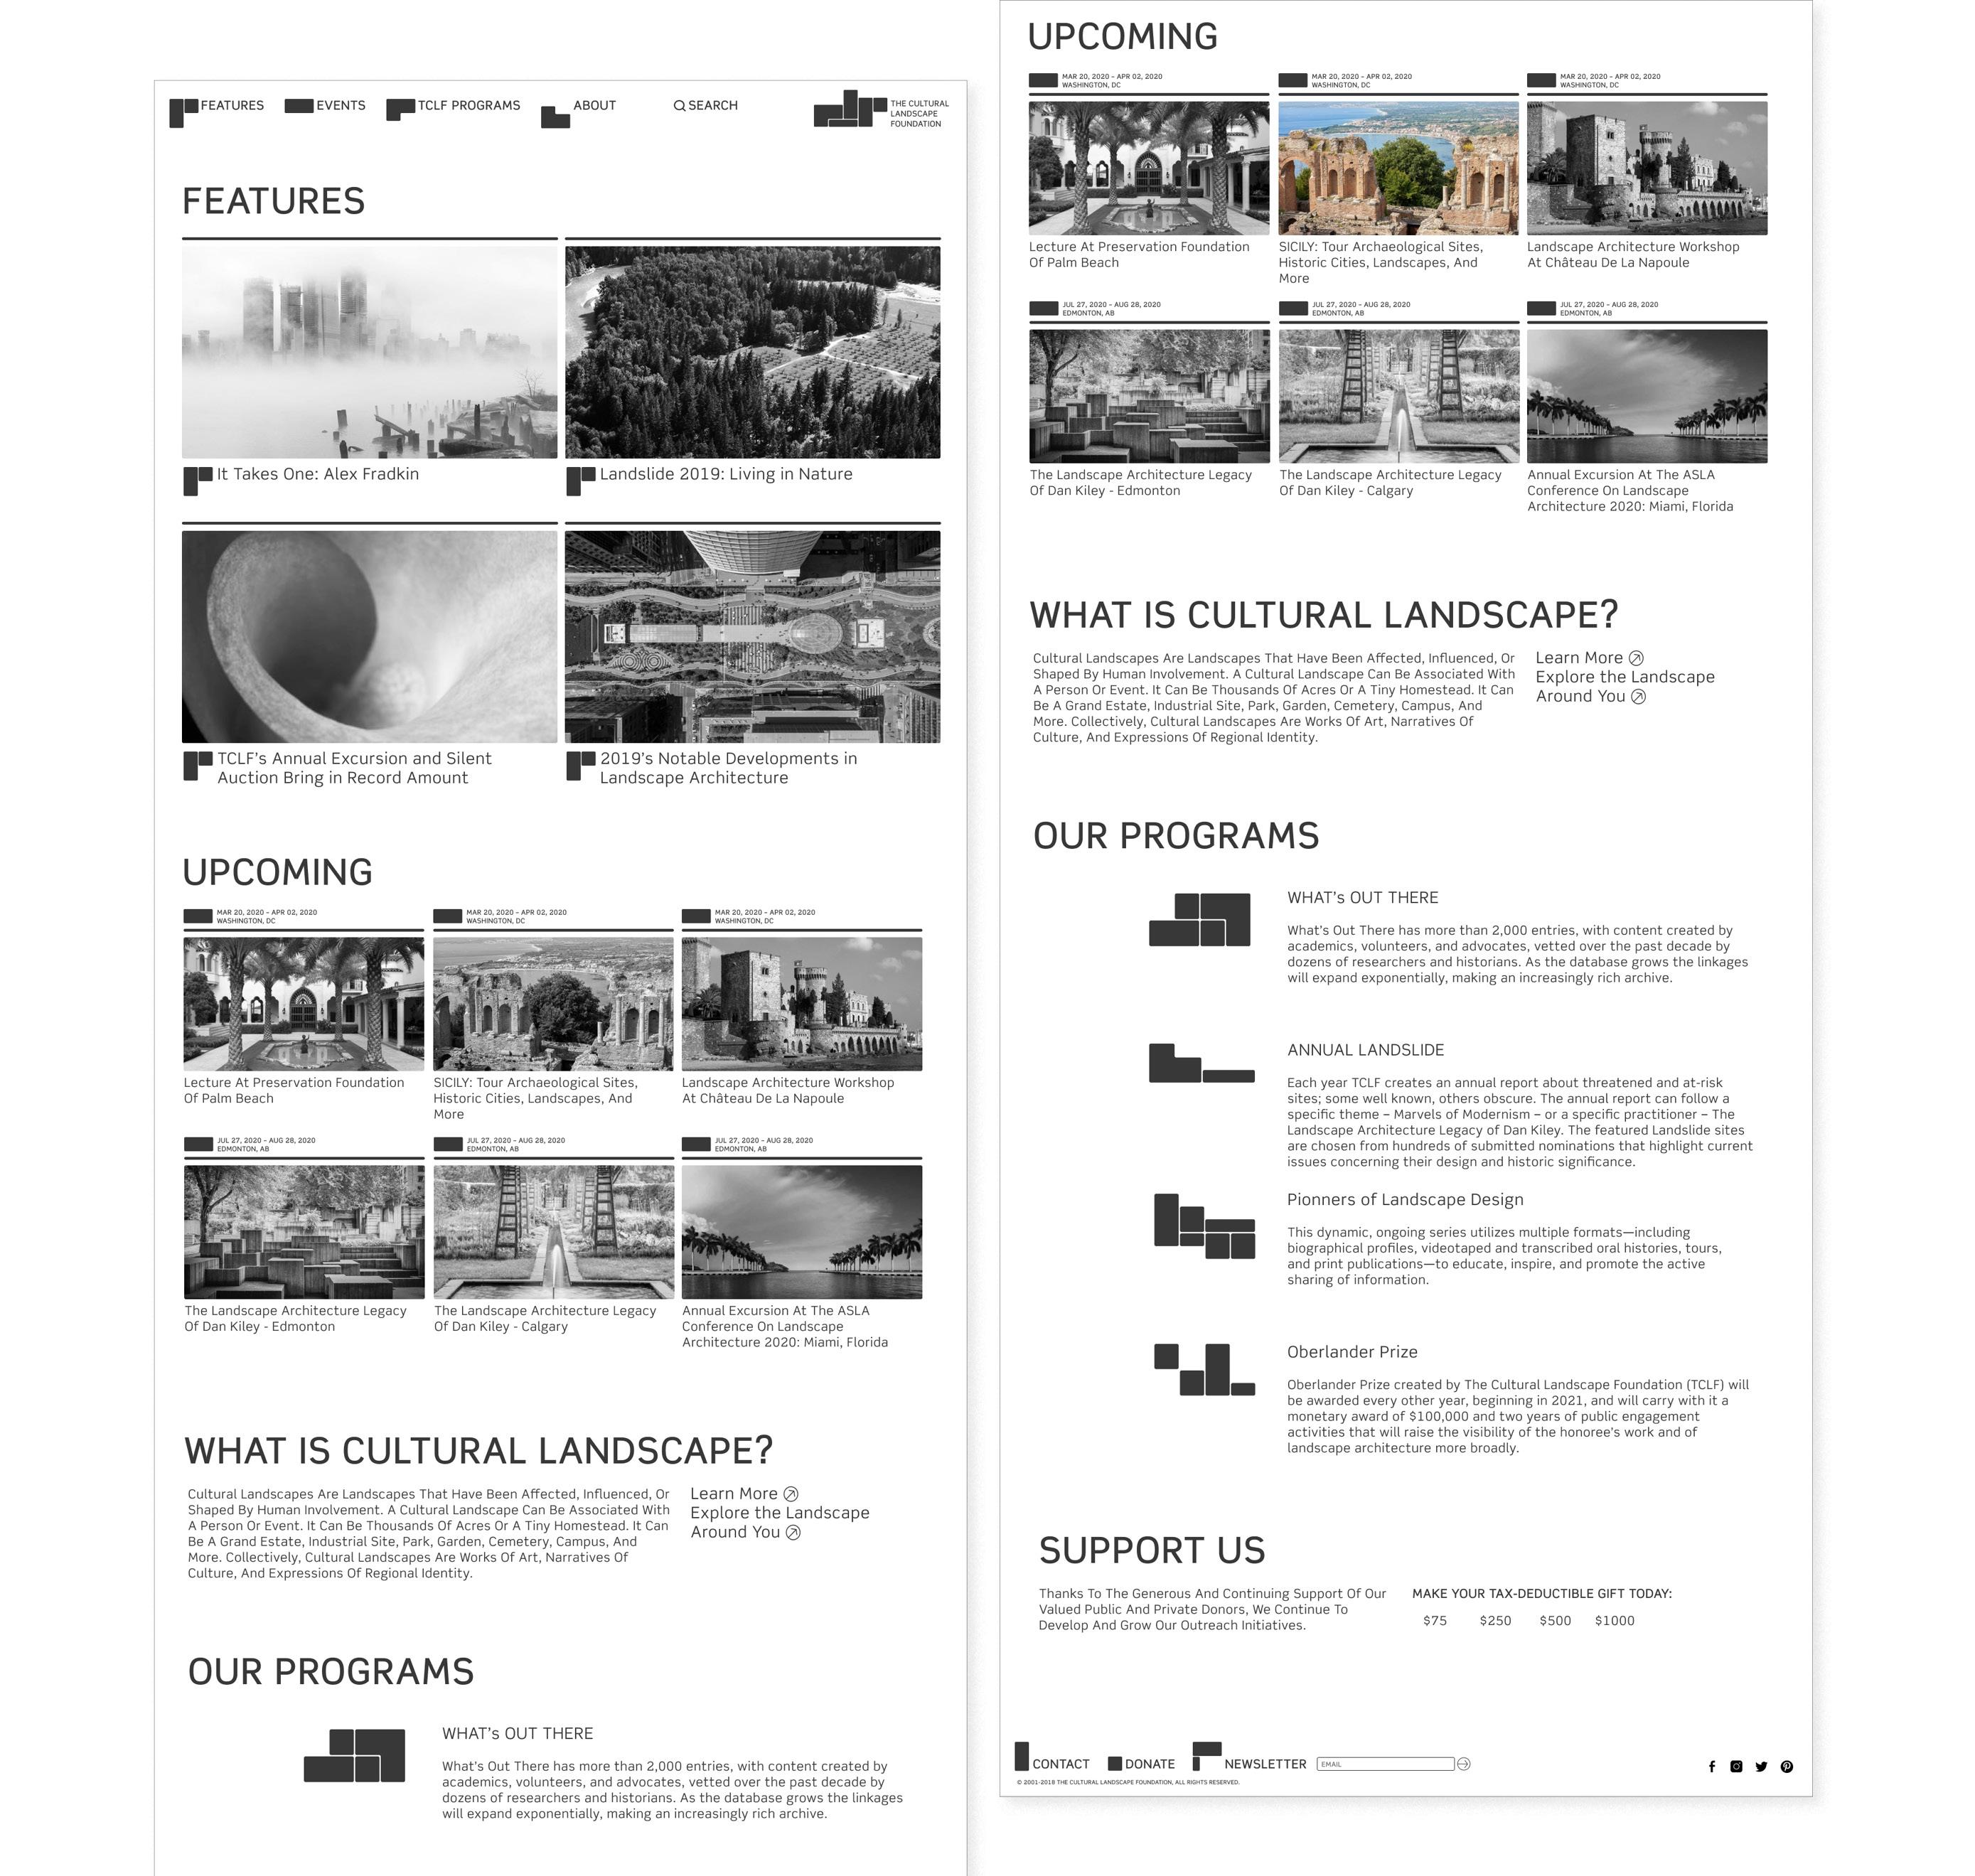 FEATURES
EVENTS
TCLF PROGRAMS
ABOUT
SEARCH
THE CULTURAL
LANDSCAPE
FOUNDATION
FEATURES
It Takes One: Alex Fradkin
Landslide 2019: Living in Nature
TCLF's Annual Excursion and Silent
Auction Bring in Record Amount
2019's Notable Developments in
Landscape Architecture
UPCOMING
MAR 20, 2020 – APR 02, 2020
WASHINGTON, DC
MAR 20, 2020 – APR 02, 2020
WASHINGTON, DC
MAR 20, 2020 – APR 02, 2020
WASHINGTON, DC
Lecture At Preservation Foundation
Of Palm Beach
SICILY: Tour Archaeological Sites,
Historic Cities, Landscapes, And
More
Landscape Architecture Workshop
At Château De La Napoule
JUL 27, 2020 – AUG 28, 2020
EDMONTON, AB
JUL 27, 2020 – AUG 28, 2020
EDMONTON, AB
JUL 27, 2020 – AUG 28, 2020
EDMONTON, AB
The Landscape Architecture Legacy
Of Dan Kiley - Edmonton
The Landscape Architecture Legacy
Of Dan Kiley - Calgary
Annual Excursion At The ASLA
Conference On Landscape
Architecture 2020: Miami, Florida
WHAT IS CULTURAL LANDSCAPE?
Cultural Landscapes Are Landscapes That Have Been Affected, Influenced, Or
Shaped By Human Involvement. A Cultural Landscape Can Be Associated With
A Person Or Event. It Can Be Thousands Of Acres Or A Tiny Homestead. It Can
Be A Grand Estate, Industrial Site, Park, Garden, Cemetery, Campus, And
More. Collectively, Cultural Landscapes Are Works Of Art, Narratives Of
Culture, And Expressions Of Regional Identity.
Learn More
Explore the Landscape
Around You
OUR PROGRAMS
WHAT's OUT THERE
What's Out There has more than 2,000 entries, with content created by
academics, volunteers, and advocates, vetted over the past decade by
dozens of researchers and historians. As the database grows the linkages
will expand exponentially, making an increasingly rich archive.
UPCOMING
MAR 20, 2020 – APR 02, 2020
WASHINGTON, DC
MAR 20, 2020 – APR 02, 2020
WASHINGTON, DC
MAR 20, 2020 – APR 02, 2020
WASHINGTON, DC
Lecture At Preservation Foundation
Of Palm Beach
SICILY: Tour Archaeological Sites,
Historic Cities, Landscapes, And
More
Landscape Architecture Workshop
At Château De La Napoule
JUL 27, 2020 – AUG 28, 2020
EDMONTON, AB
JUL 27, 2020 – AUG 28, 2020
EDMONTON, AB
JUL 27, 2020 – AUG 28, 2020
EDMONTON, AB
The Landscape Architecture Legacy
Of Dan Kiley - Edmonton
The Landscape Architecture Legacy
Of Dan Kiley - Calgary
Annual Excursion At The ASLA
Conference On Landscape
Architecture 2020: Miami, Florida
WHAT IS CULTURAL LANDSCAPE?
Cultural Landscapes Are Landscapes That Have Been Affected, Influenced, Or
Shaped By Human Involvement. A Cultural Landscape Can Be Associated With
A Person Or Event. It Can Be Thousands Of Acres Or A Tiny Homestead. It Can
Be A Grand Estate, Industrial Site, Park, Garden, Cemetery, Campus, And
More. Collectively, Cultural Landscapes Are Works Of Art, Narratives Of
Culture, And Expressions Of Regional Identity.
Learn More
Explore the Landscape
Around You
OUR PROGRAMS
WHAT's OUT THERE
What's Out There has more than 2,000 entries, with content created by
academics, volunteers, and advocates, vetted over the past decade by
dozens of researchers and historians. As the database grows the linkages
will expand exponentially, making an increasingly rich archive.
ANNUAL LANDSLIDE
Each year TCLF creates an annual report about threatened and at-risk
sites; some well known, others obscure. The annual report can follow a
specific theme – Marvels of Modernism – or a specific practitioner – The
Landscape Architecture Legacy of Dan Kiley. The featured Landslide sites
are chosen from hundreds of submitted nominations that highlight current
issues concerning their design and historic significance.
Pionners of Landscape Design
This dynamic, ongoing series utilizes multiple formats—including
biographical profiles, videotaped and transcribed oral histories, tours,
and print publications—to educate, inspire, and promote the active
sharing of information.
Oberlander Prize
Oberlander Prize created by The Cultural Landscape Foundation (TCLF) will
be awarded every other year, beginning in 2021, and will carry with it a
monetary award of $100,000 and two years of public engagement
activities that will raise the visibility of the honoree's work and of
landscape architecture more broadly.
SUPPORT US
Thanks To The Generous And Continuing Support Of Our
Valued Public And Private Donors, We Continue To
Develop And Grow Our Outreach Initiatives.
MAKE YOUR TAX-DEDUCTIBLE GIFT TODAY:
$75 $250 $500 $1000
CONTACT
DONATE
NEWSLETTER
EMAIL
© 2001-2018 THE CULTURAL LANDSCAPE FOUNDATION, ALL RIGHTS RESERVED.